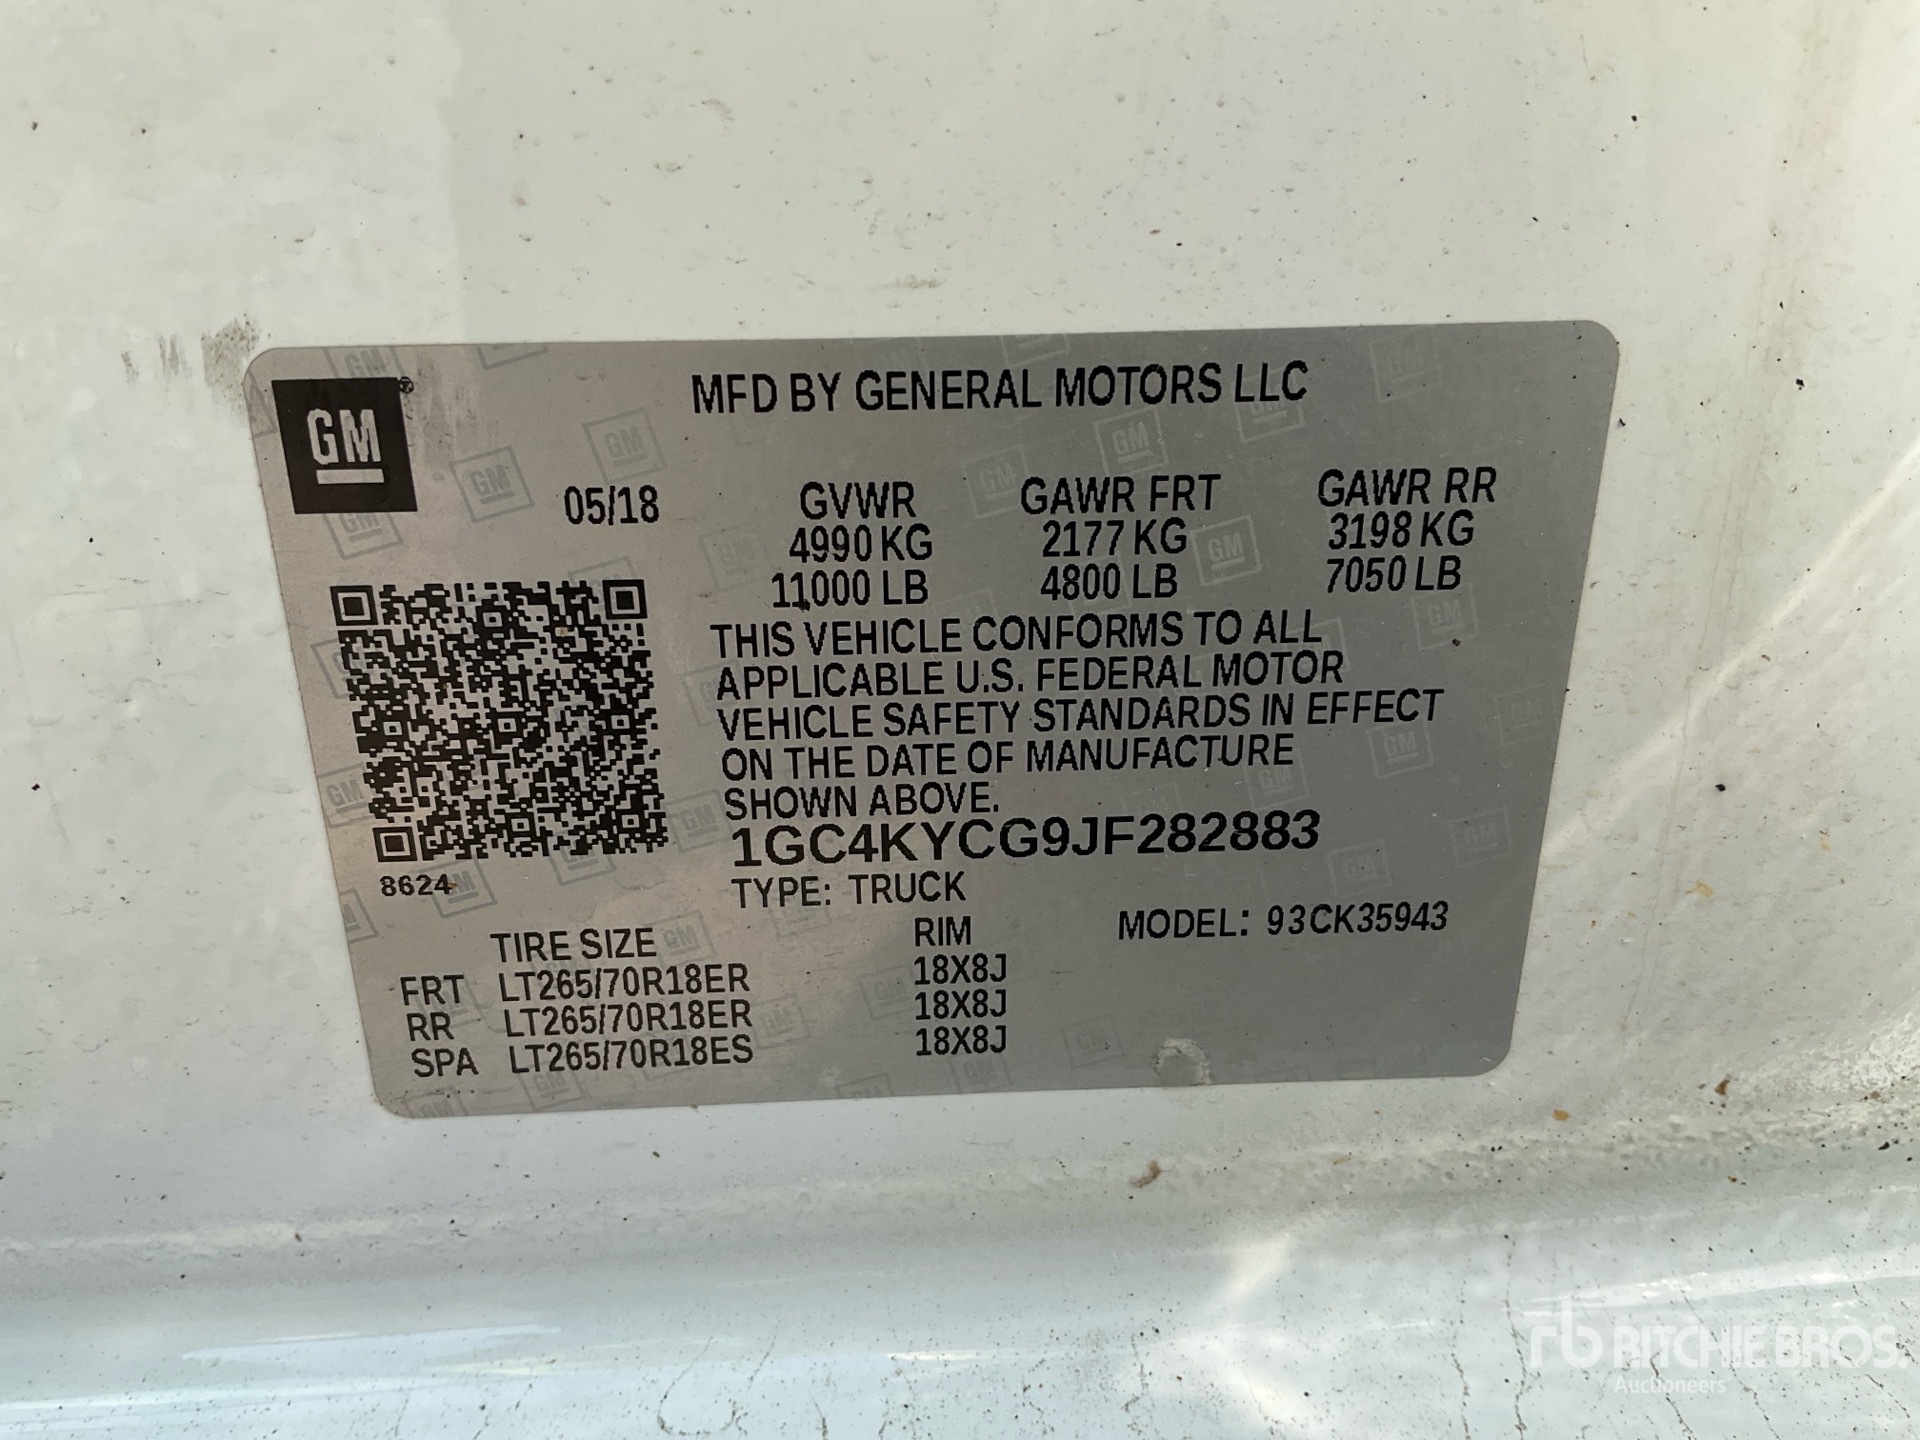 GM®
MFD BY GENERAL MOTORS LLC
05/18 GVWR GAWR FRT GAWR RR
4990 KG 2177 KG 3198 KG
11000 LB 4800 LB 7050 LB
THIS VEHICLE CONFORMS TO ALL
APPLICABLE U.S. FEDERAL MOTOR
VEHICLE SAFETY STANDARDS IN EFFECT
ON THE DATE OF MANUFACTURE
SHOWN ABOVE.
1GC4KYCG9JF282883
8624
TYPE: TRUCK
MODEL: 93CK35943
TIRE SIZE RIM
FRT LT265/70R18ER 18X8J
RR LT265/70R18ER 18X8J
SPA LT265/70R18ES 18X8J
rb RITCHIE BROS.
Auctioneers